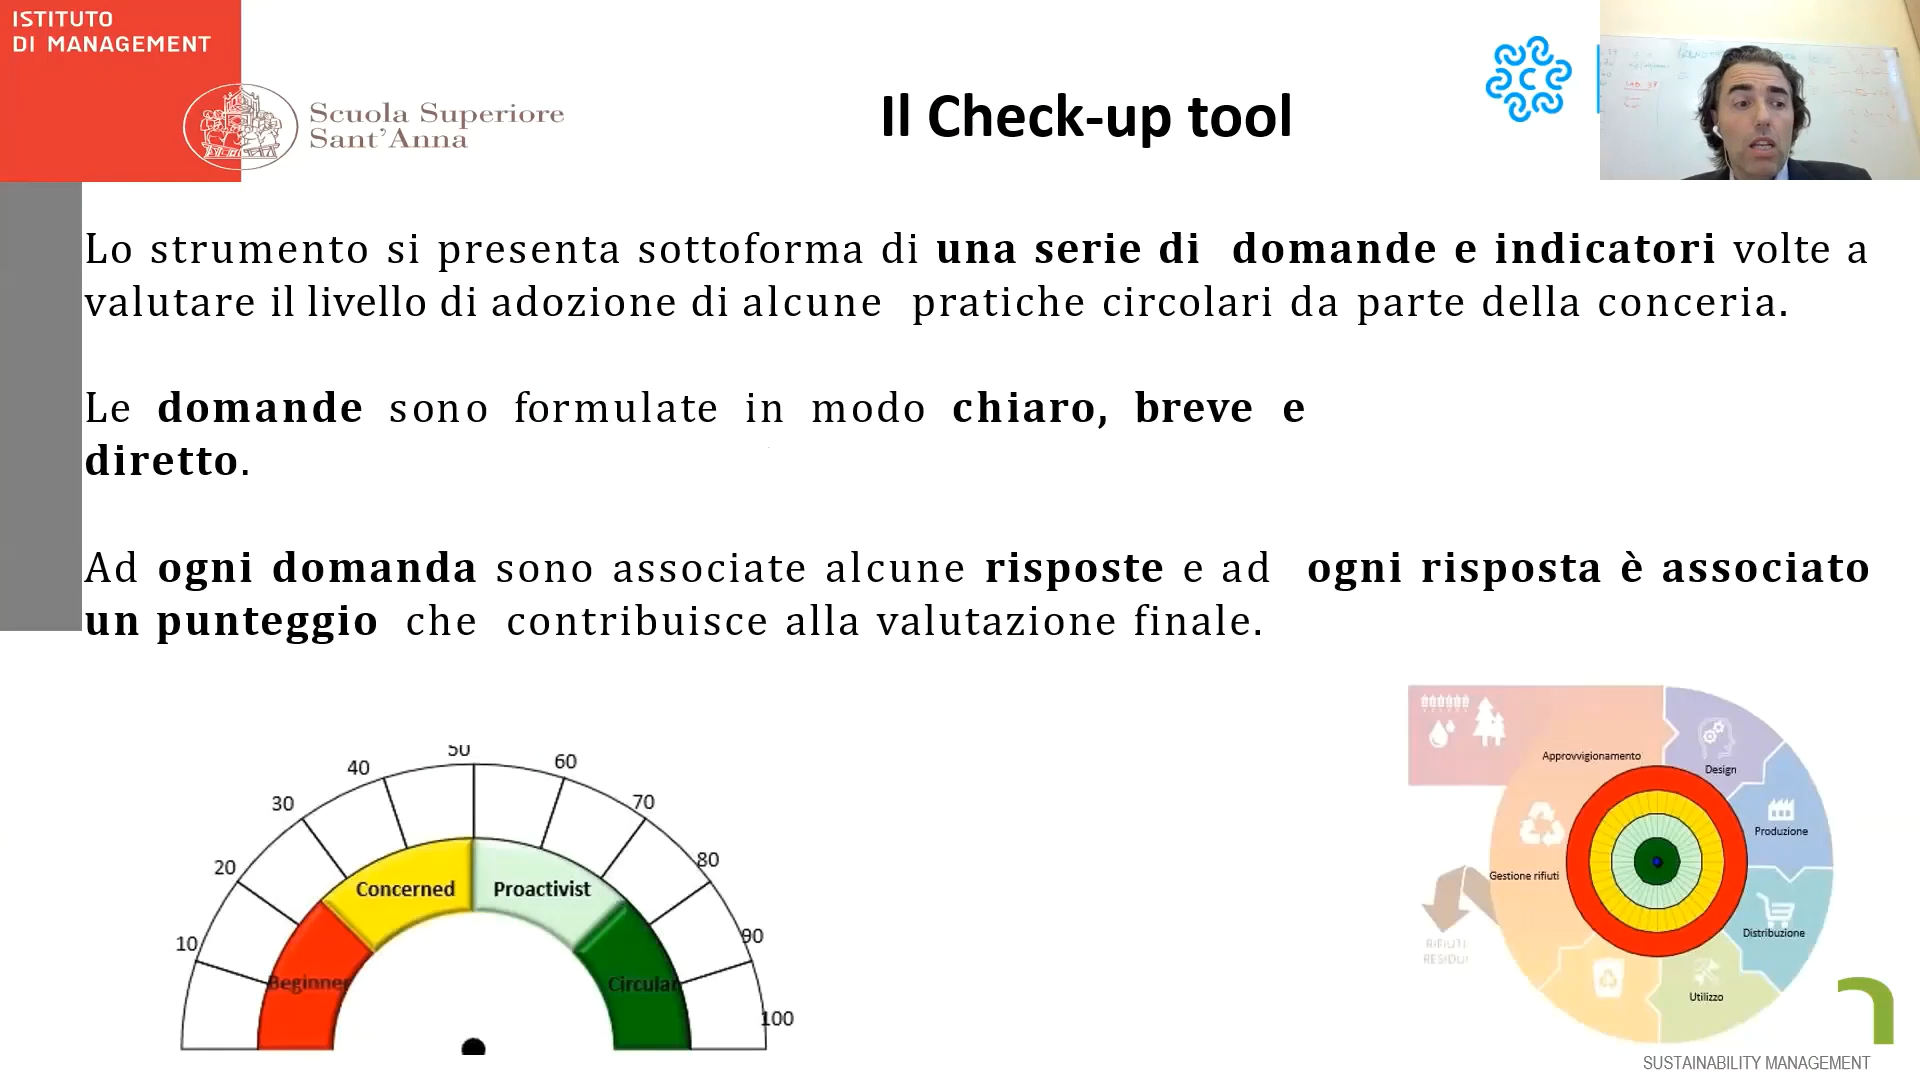 ISTITUTO
DI MANAGEMENT
Scuola Superiore
Sant'Anna
Il Check-up tool
Lo strumento si presenta sottoforma di una serie di domande e indicatori volte a
valutare il livello di adozione di alcune pratiche circolari da parte della conceria.
Le domande sono formulate in modo chiaro, breve e
diretto.
Ad ogni domanda sono associate alcune risposte e ad ogni risposta è associato
un punteggio che contribuisce alla valutazione finale.
10
20
30
40
50
60
70
80
90
100
Beginner
Concerned
Proactivist
Circular
Approvvigionamento
Design
Produzione
Distribuzione
Utilizzo
Gestione rifiuti
RIFIUTI
RESIDUI
SUSTAINABILITY MANAGEMENT